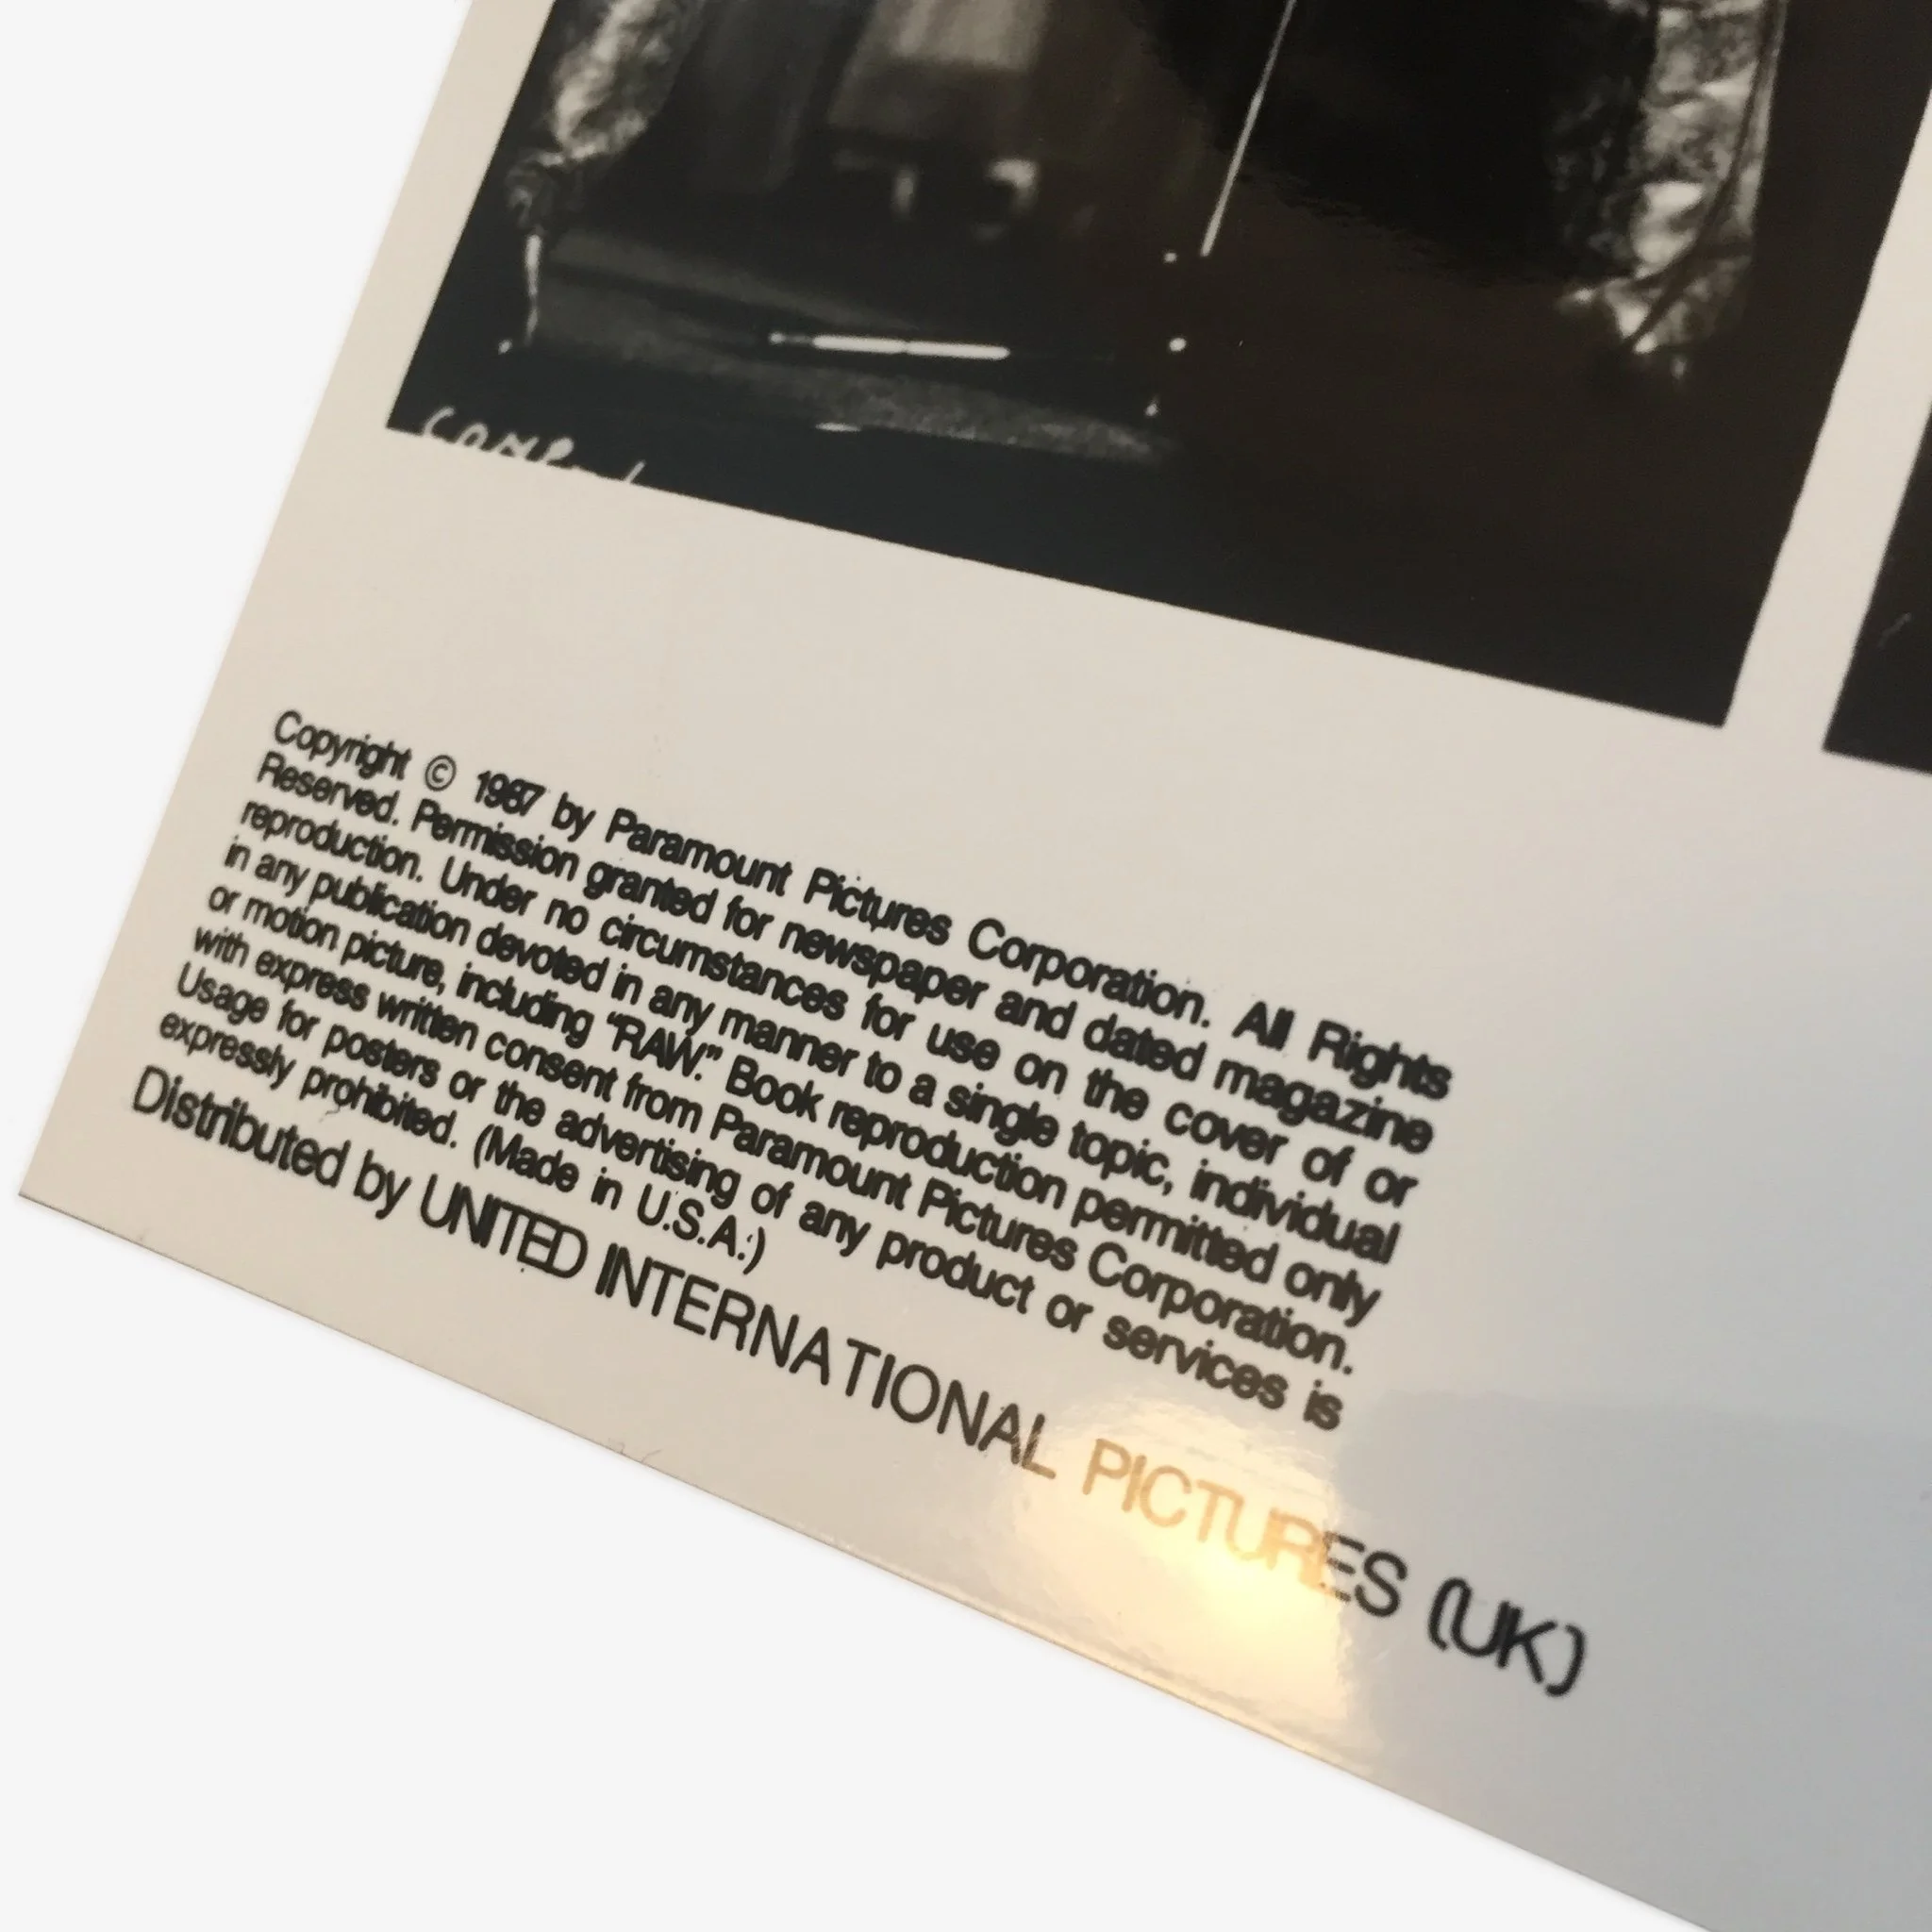 Copyright © 1987 by Paramount Pictures Corporation. All Rights
Reserved. Permission granted for newspaper and dated magazine
reproduction. Under no circumstances for use on the cover of or
in any publication devoted in any manner to a single topic, individual
or motion picture, including “RAW.” Book reproduction permitted only
with express written consent from Paramount Pictures Corporation.
Usage for posters or the advertising of any product or services is
expressly prohibited. (Made in U.S.A.)
Distributed by UNITED INTERNATIONAL PICTURES (UK)